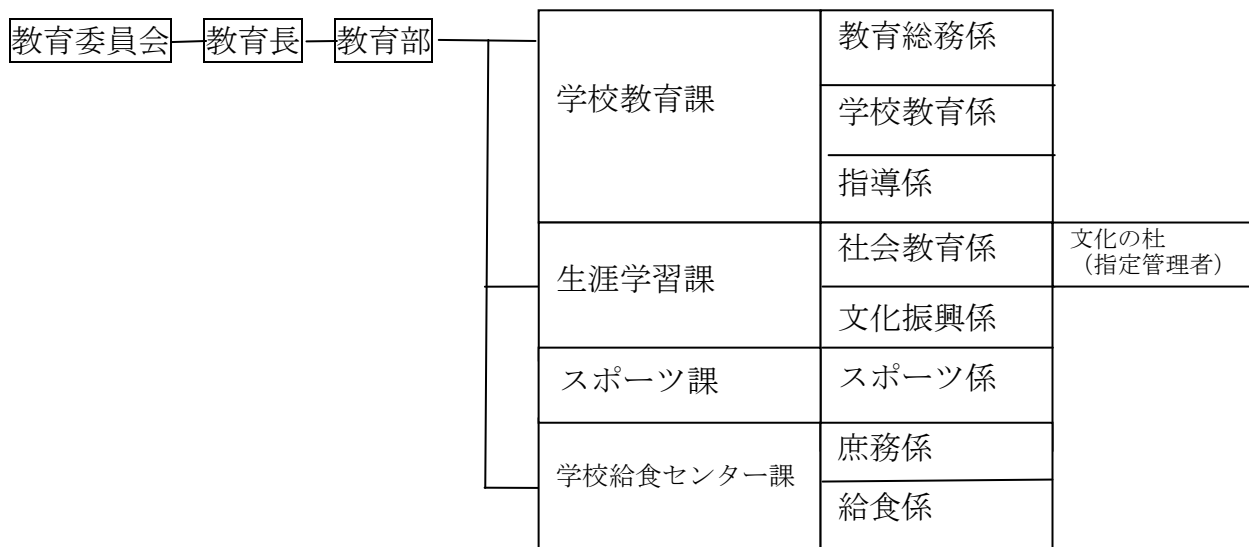 教育委員会 教育長 教育部
学校教育課
教育総務係
学校教育係
指導係
生涯学習課
社会教育係
文化の杜
（指定管理者）
文化振興係
スポーツ課
スポーツ係
学校給食センター課
庶務係
給食係